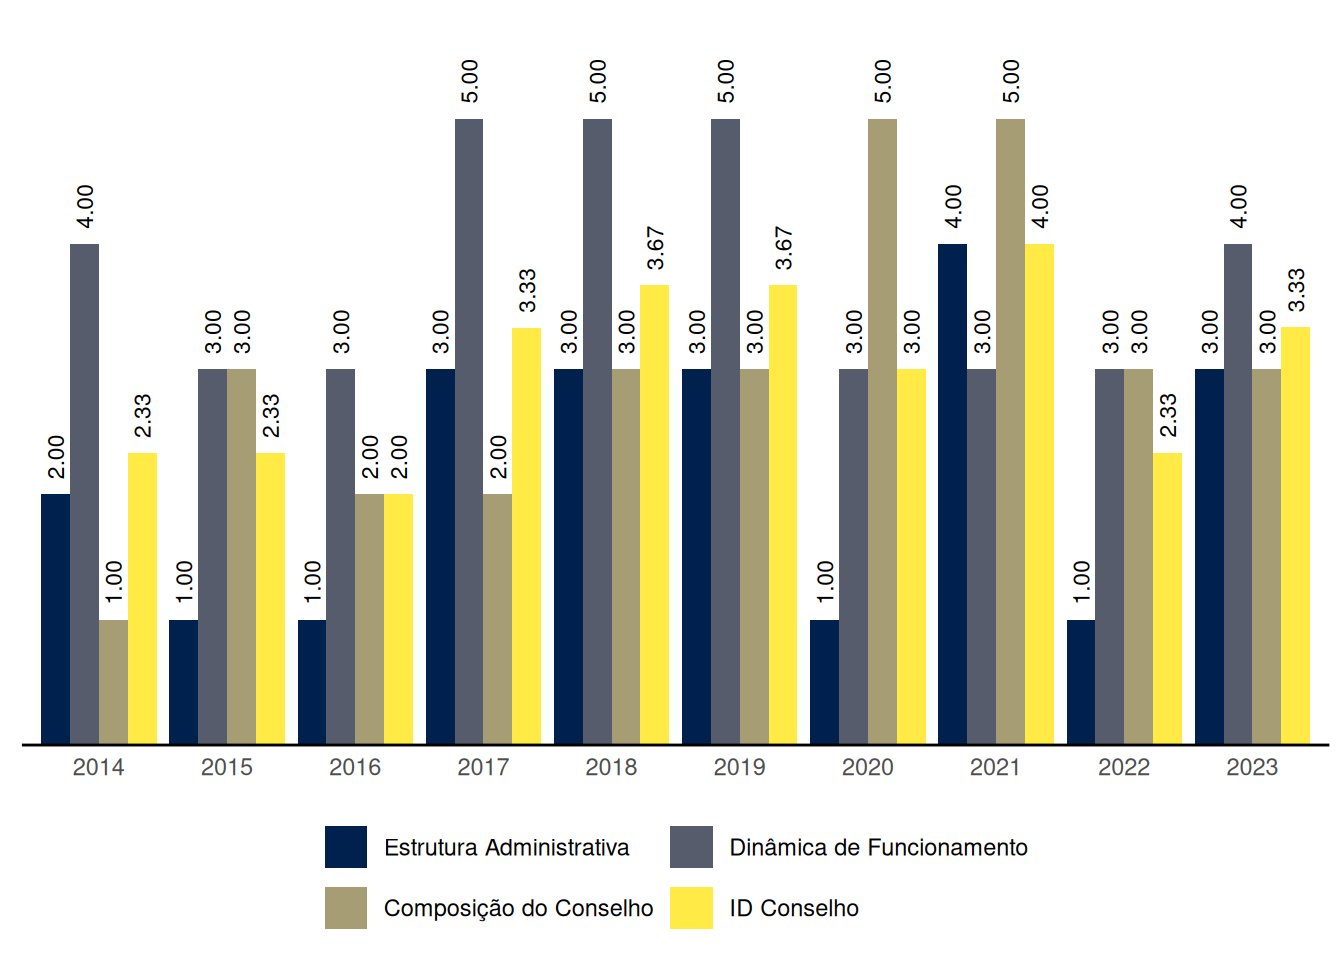 5.00 5.00 5.00 5.00 5.00
4.00 4.00 4.00 4.00
3.67 3.67
3.33 3.33
3.00 3.00 3.00 3.00 3.00 3.00 3.00 3.00 3.00 3.00 3.00 3.00 3.00 3.00 3.00 3.00
2.33 2.33 2.33
2.00 2.00 2.00 2.00
1.00 1.00 1.00 1.00 1.00
2014 2015 2016 2017 2018 2019 2020 2021 2022 2023
Estrutura Administrativa Dinâmica de Funcionamento
Composição do Conselho ID Conselho